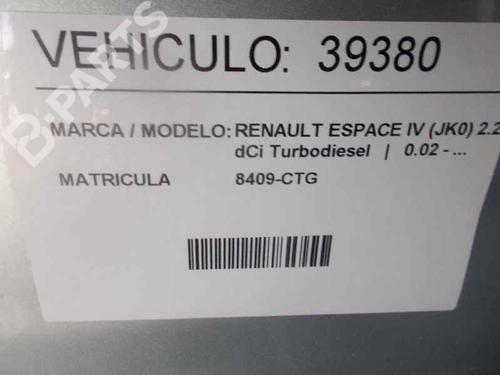 VEHICULO: 39380
MARCA / MODELO: RENAULT ESPACE IV (JK0) 2.2
dCi Turbodiesel | 0.02 - ...
MATRICULA 8409-CTG
B-PARTS